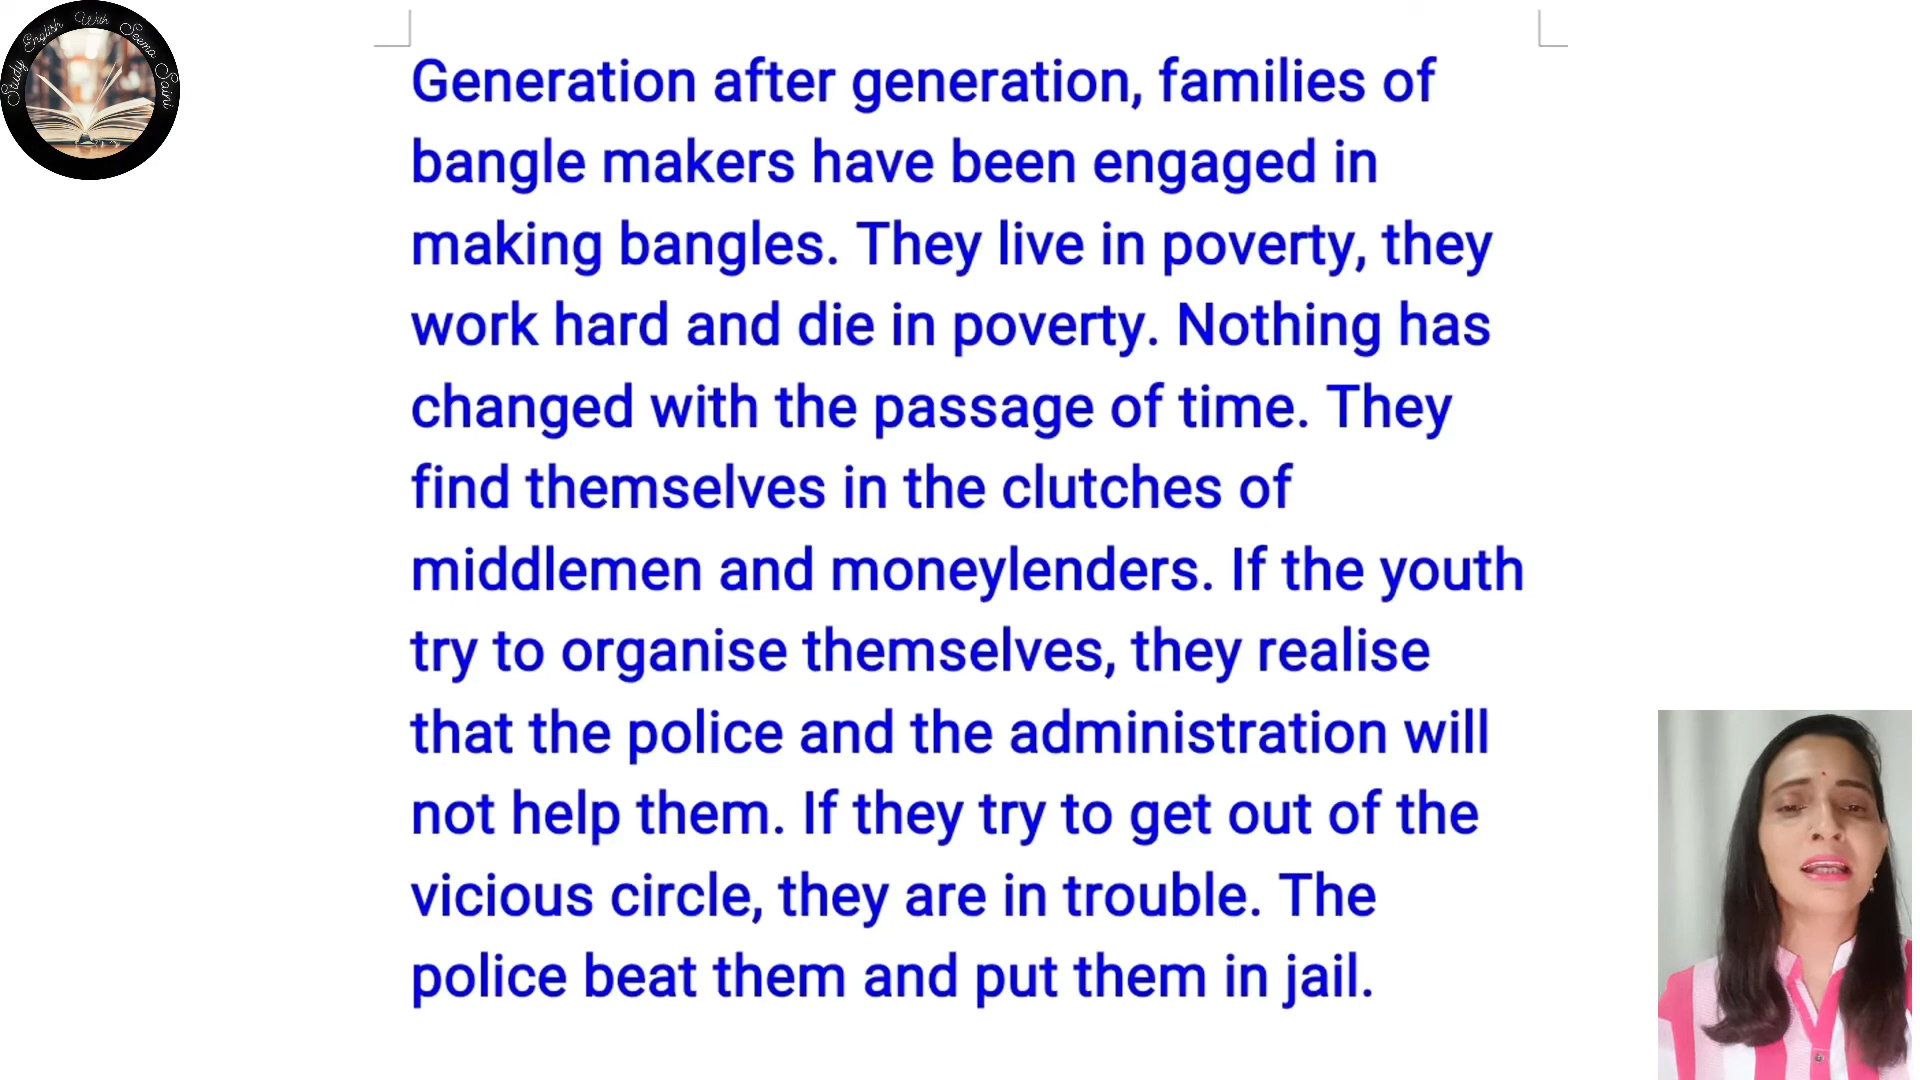 Study English With Seema Saini
Generation after generation, families of
bangle makers have been engaged in
making bangles. They live in poverty, they
work hard and die in poverty. Nothing has
changed with the passage of time. They
find themselves in the clutches of
middlemen and moneylenders. If the youth
try to organise themselves, they realise
that the police and the administration will
not help them. If they try to get out of the
vicious circle, they are in trouble. The
police beat them and put them in jail.